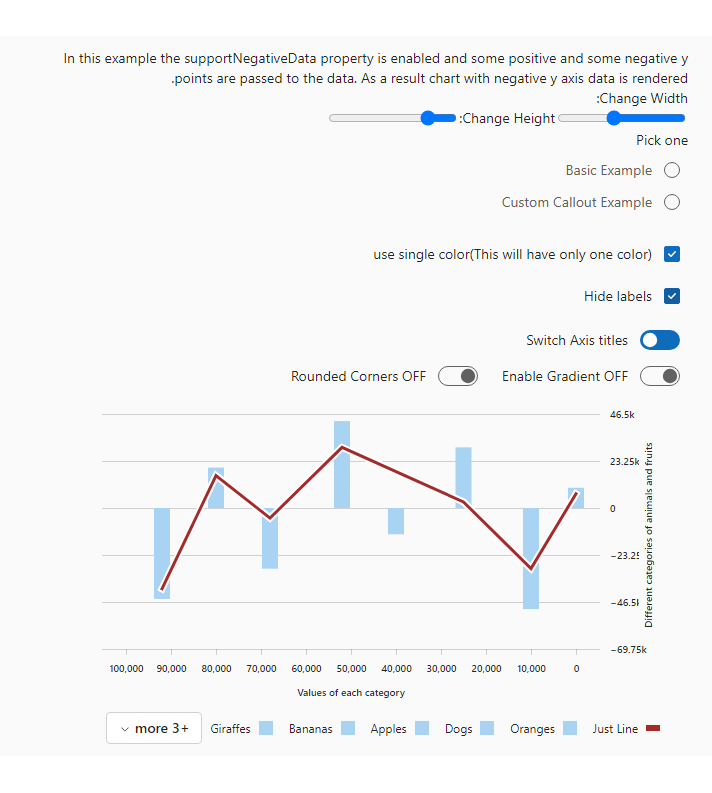 In this example the supportNegativeData property is enabled and some positive and some negative y
.points are passed to the data. As a result chart with negative y axis data is rendered
:Change Width
:Change Height
Pick one
Basic Example
Custom Callout Example
use single color(This will have only one color)
Hide labels
Switch Axis titles
Rounded Corners OFF
Enable Gradient OFF
46.5k
23.25k
0
−23.25
−46.5k
−69.75k
Different categories of animals and fruits
100,000 90,000 80,000 70,000 60,000 50,000 40,000 30,000 20,000 10,000 0
Values of each category
more 3+ Giraffes Bananas Apples Dogs Oranges Just Line